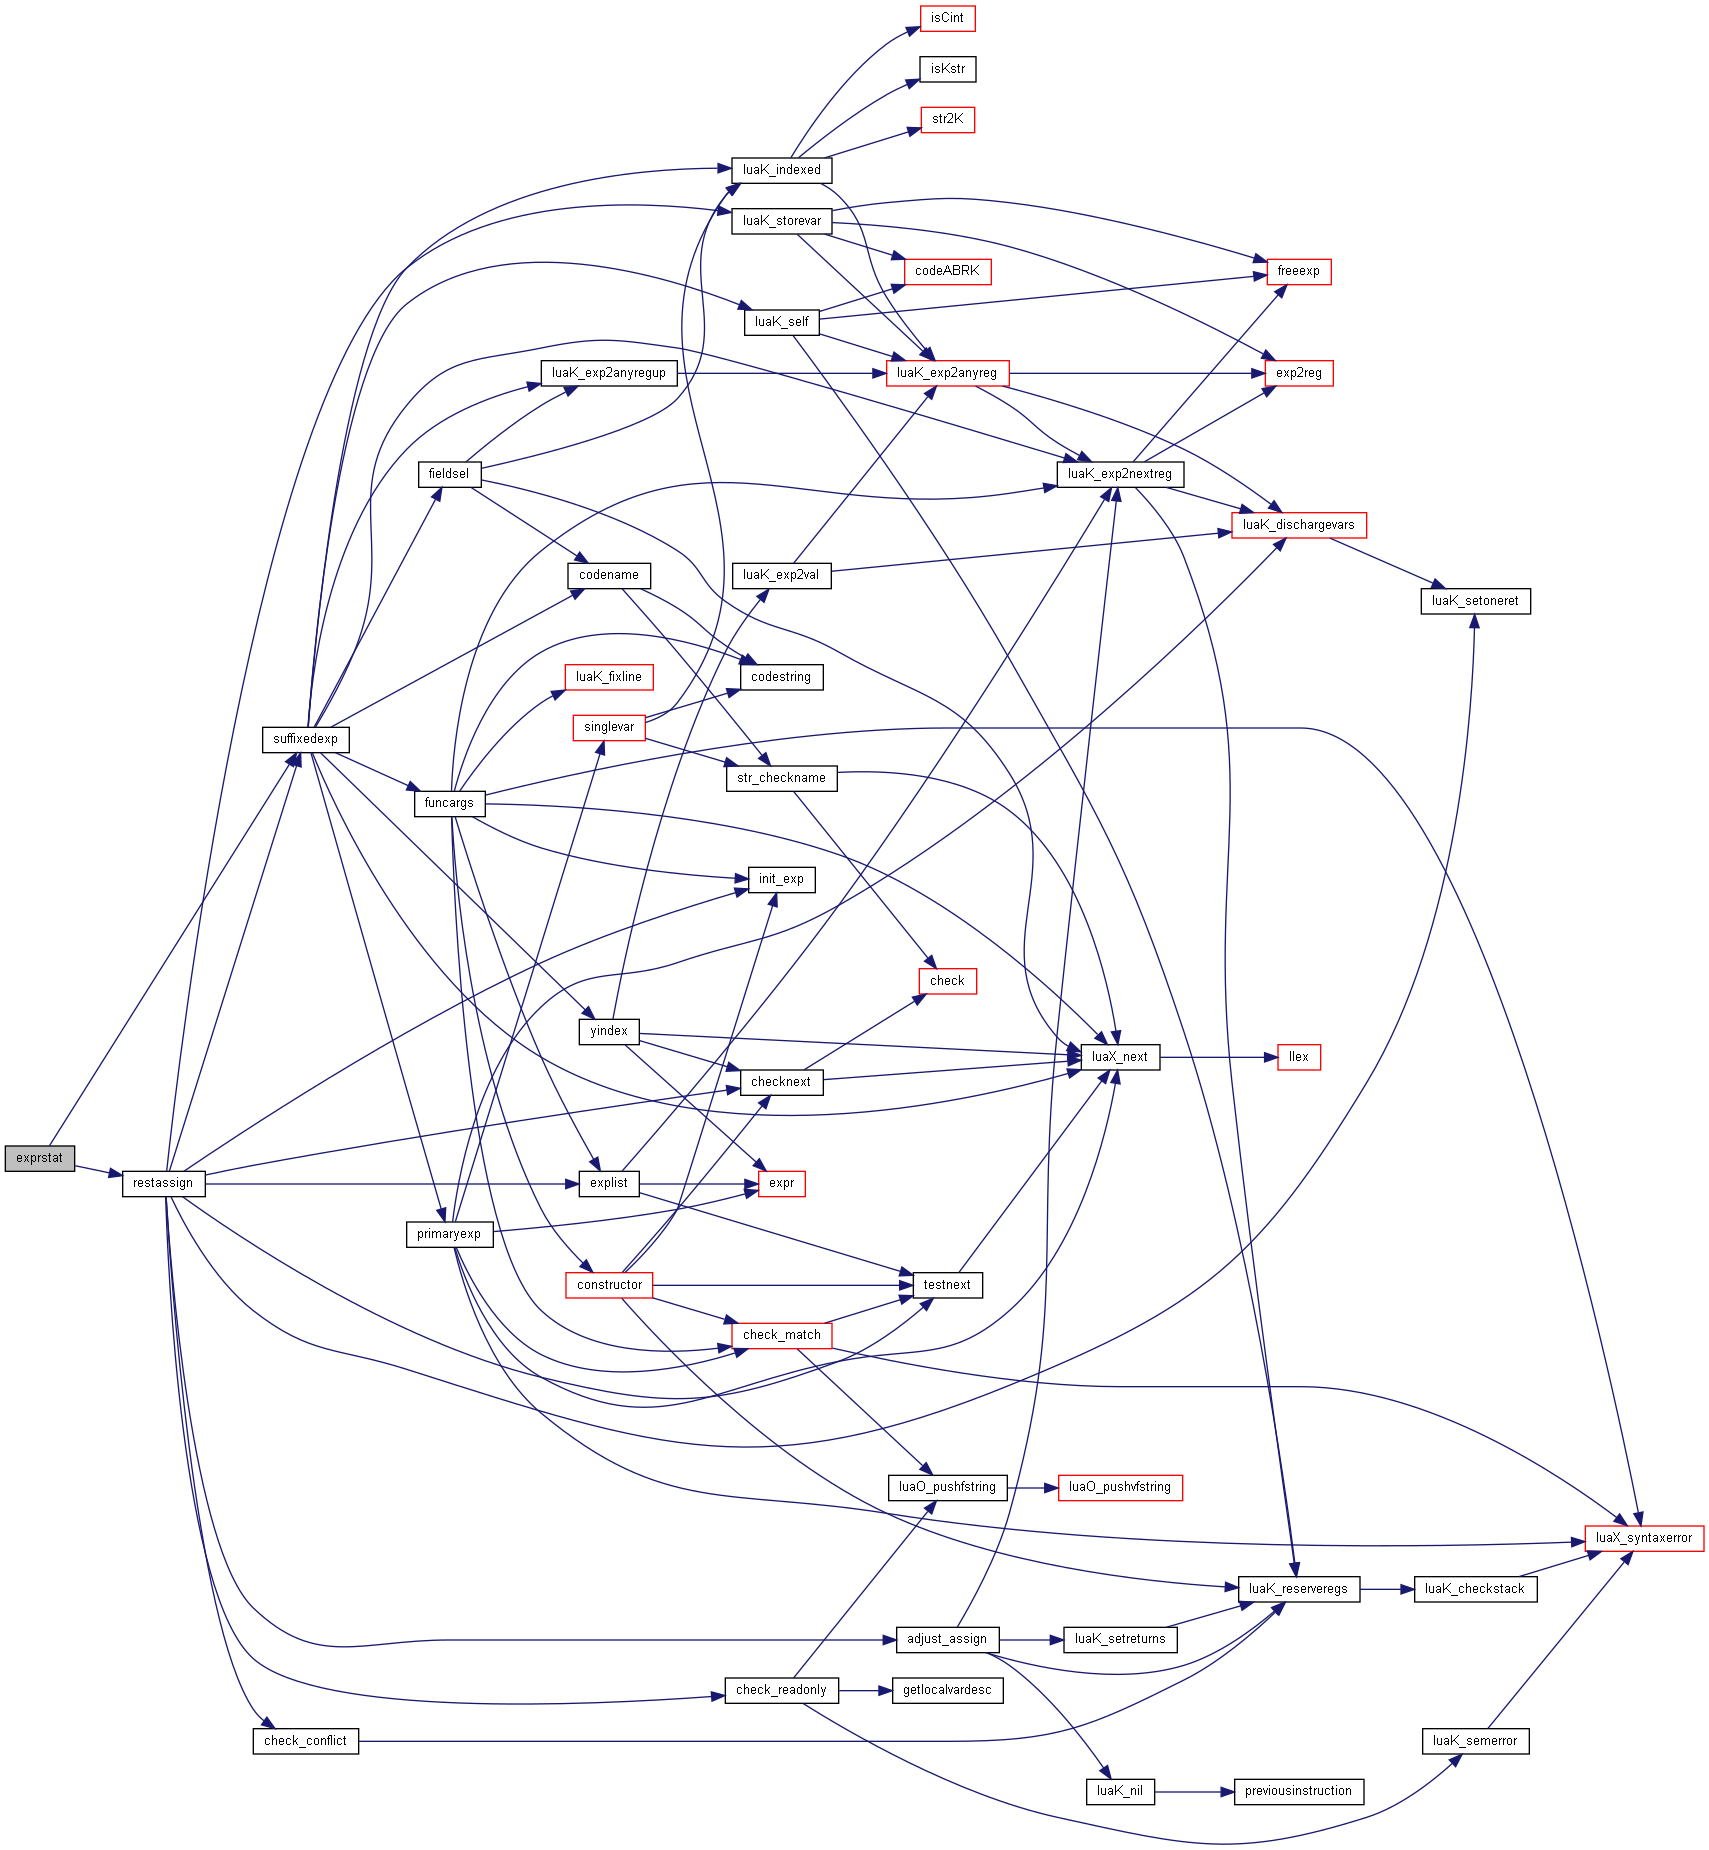 isCint
isKstr
str2K
luaK_indexed
luaK_storevar
codeABRK
freeexp
luaK_self
luaK_exp2anyregup
luaK_exp2anyreg
exp2reg
fieldsel
luaK_exp2nextreg
luaK_dischargevars
codename
luaK_exp2val
luaK_setoneret
luaK_fixline
codestring
singlevar
suffixedexp
str_checkname
funcargs
init_exp
check
yindex
luaX_next
llex
checknext
exprstat
restassign
explist
expr
primaryexp
constructor
testnext
check_match
luaO_pushfstring
luaO_pushvfstring
luaX_syntaxerror
luaK_reserveregs
luaK_checkstack
adjust_assign
luaK_setreturns
check_readonly
getlocalvardesc
check_conflict
luaK_semerror
luaK_nil
previousinstruction